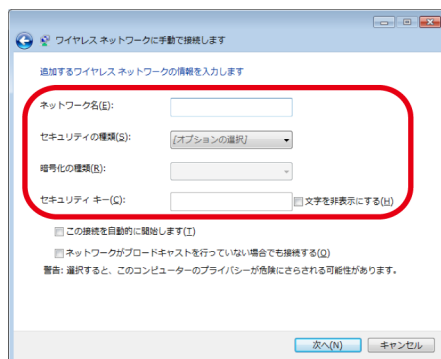 ワイヤレス ネットワークに手動で接続します
追加するワイヤレス ネットワークの情報を入力します
ネットワーク名(E):
セキュリティの種類(S):
[オプションの選択]
暗号化の種類(R):
セキュリティ キー(C):
文字を非表示にする(H)
この接続を自動的に開始します(T)
ネットワークがブロードキャストを行っていない場合でも接続する(O)
警告: 選択すると、このコンピューターのプライバシーが危険にさらされる可能性があります。
次へ(N)
キャンセル